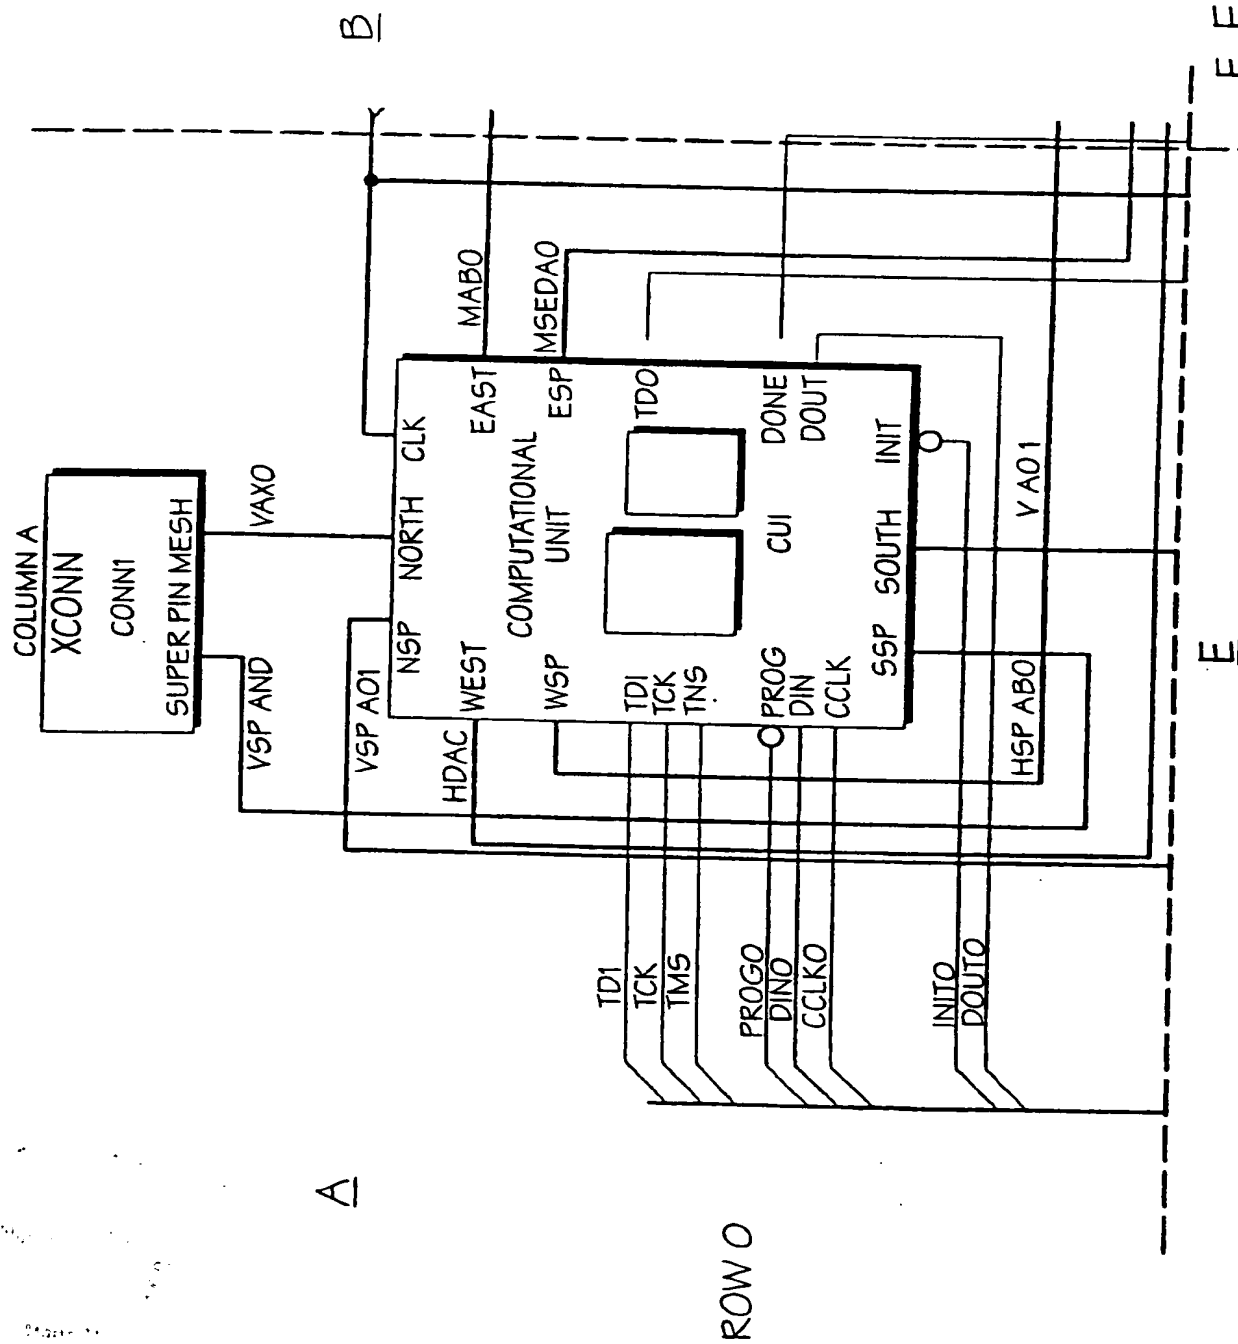 B
A
COLUMN A
XCONN
CONN1
SUPER PIN MESH
VSP AND
VAXO
VSP AO1
HDAC
MABO
MSEDAO
NSP
NORTH
CLK
WEST
EAST
WSP
ESP
COMPUTATIONAL
UNIT
TDI
TCK
TNS
TDO
PROG
DIN
CCLK
CUI
DONE
DOUT
SSP
SOUTH
INIT
TD1
TCK
TMS
PROGO
DINO
CCLKO
INITO
DOUTO
HSP ABO
V AO1
ROW O
E